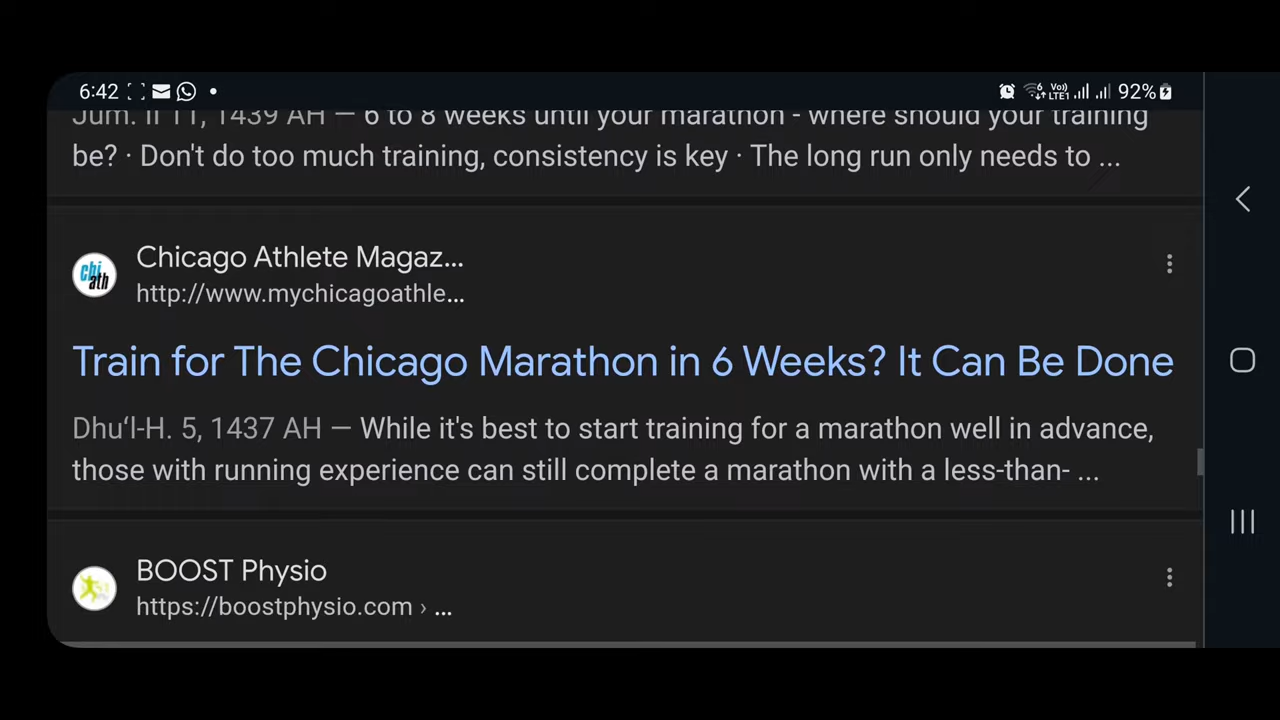 6:42
VoI) LTE1 92%
Jum. II 11, 1439 AH — 6 to 8 weeks until your marathon - where should your training
be? · Don't do too much training, consistency is key · The long run only needs to ...
Chicago Athlete Magaz...
http://www.mychicagoathle...
Train for The Chicago Marathon in 6 Weeks? It Can Be Done
Dhuʻl-H. 5, 1437 AH — While it's best to start training for a marathon well in advance,
those with running experience can still complete a marathon with a less-than- ...
BOOST Physio
https://boostphysio.com › ...